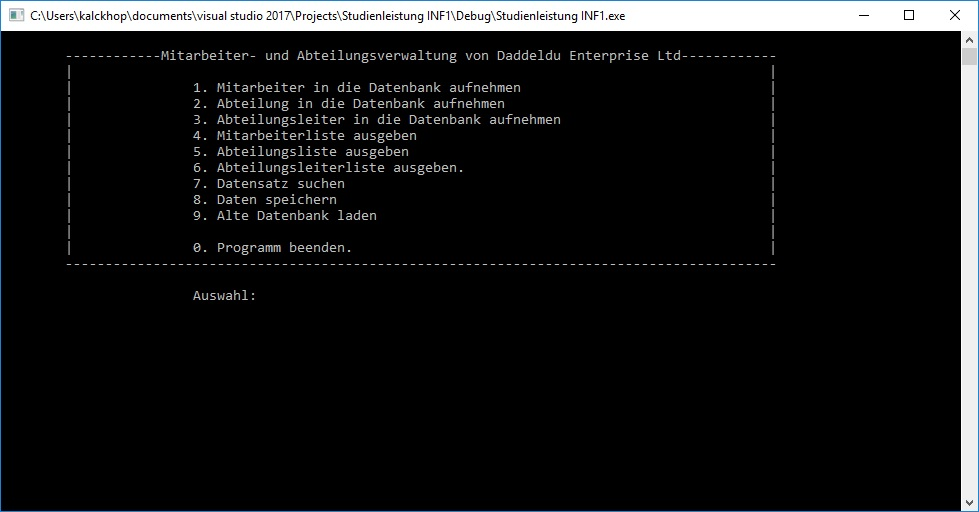 C:\Users\kalckhop\documents\visual studio 2017\Projects\Studienleistung INF1\Debug\Studienleistung INF1.exe
------------Mitarbeiter- und Abteilungsverwaltung von Daddeldu Enterprise Ltd------------
1. Mitarbeiter in die Datenbank aufnehmen
2. Abteilung in die Datenbank aufnehmen
3. Abteilungsleiter in die Datenbank aufnehmen
4. Mitarbeiterliste ausgeben
5. Abteilungsliste ausgeben
6. Abteilungsleiterliste ausgeben.
7. Datensatz suchen
8. Daten speichern
9. Alte Datenbank laden
0. Programm beenden.
Auswahl: